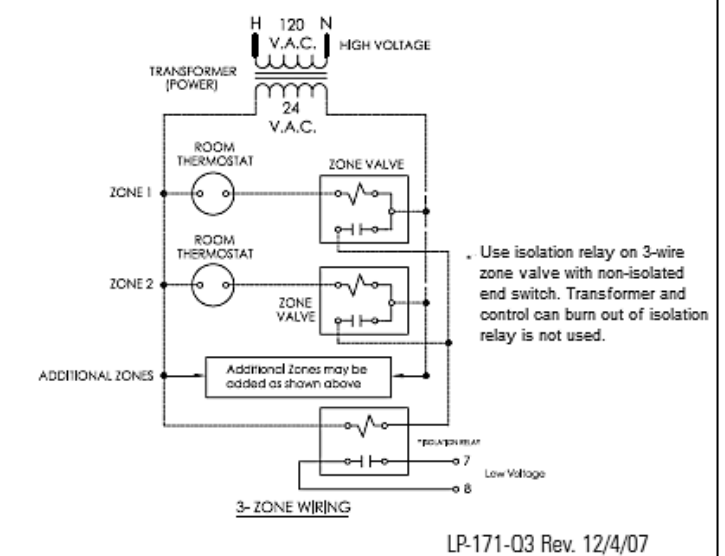 H 120 N
V.A.C.
HIGH VOLTAGE
TRANSFORMER
(POWER)
24
V.A.C.
ROOM
THERMOSTAT
ZONE VALVE
ZONE 1
ROOM
THERMOSTAT
. Use isolation relay on 3-wire
zone valve with non-isolated
end switch. Transformer and
control can burn out of isolation
relay is not used.
ZONE 2
ZONE
VALVE
ADDITIONAL ZONES
Additional Zones may be
added as shown above
*ISOLATION RELAY
7
Low Voltage
8
3- ZONE WIRING
LP-171-Q3 Rev. 12/4/07